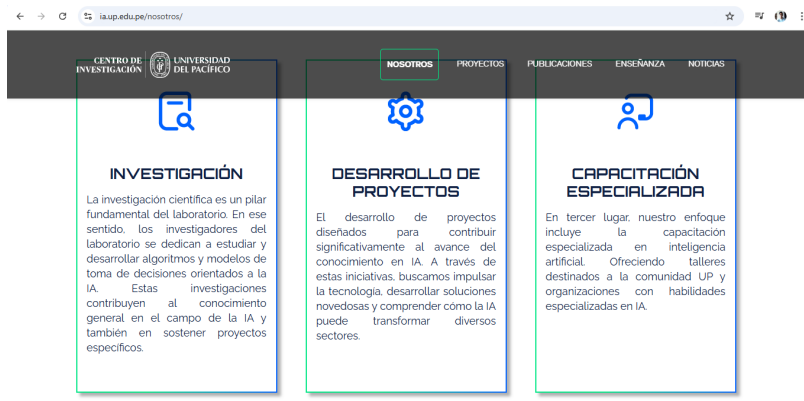 ia.up.edu.pe/nosotros/
CENTRO DE
INVESTIGACIÓN
UNIVERSIDAD
DEL PACÍFICO
NOSOTROS
PROYECTOS
PUBLICACIONES
ENSEÑANZA
NOTICIAS
INVESTIGACIÓN
La investigación científica es un pilar
fundamental del laboratorio. En ese
sentido, los investigadores del
laboratorio se dedican a estudiar y
desarrollar algoritmos y modelos de
toma de decisiones orientados a la
IA. Estas investigaciones
contribuyen al conocimiento
general en el campo de la IA y
también en sostener proyectos
específicos.
DESARROLLO DE
PROYECTOS
El desarrollo de proyectos
diseñados para contribuir
significativamente al avance del
conocimiento en IA. A través de
estas iniciativas, buscamos impulsar
la tecnología, desarrollar soluciones
novedosas y comprender cómo la IA
puede transformar diversos
sectores.
CAPACITACIÓN
ESPECIALIZADA
En tercer lugar, nuestro enfoque
incluye la capacitación
especializada en inteligencia
artificial. Ofreciendo talleres
destinados a la comunidad UP y
organizaciones con habilidades
especializadas en IA.